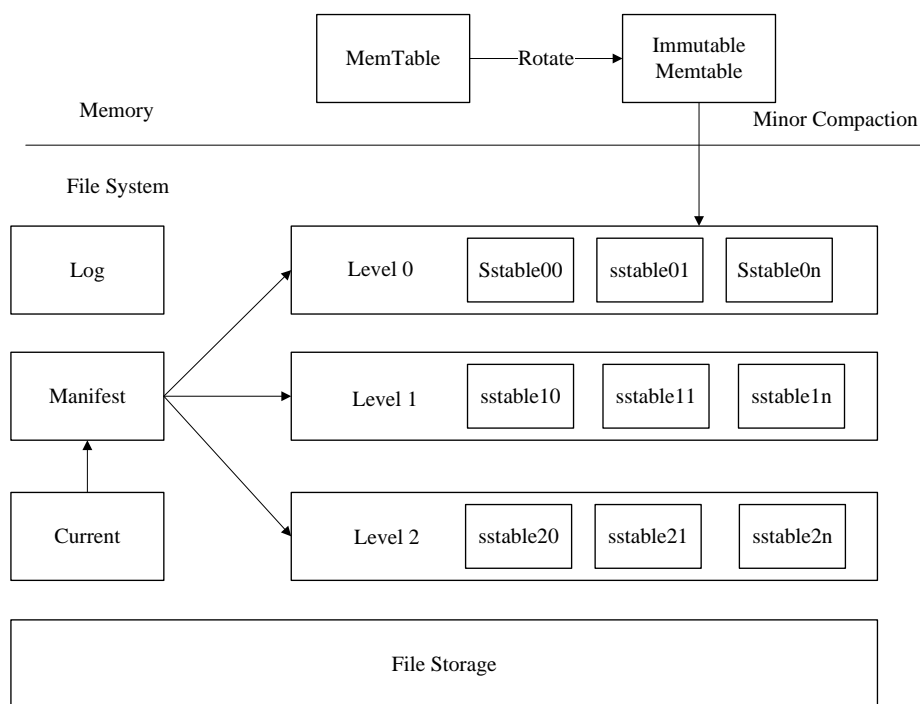 MemTable
Rotate
Immutable
Memtable
Memory
Minor Compaction
File System
Log
Level 0
Sstable00
sstable01
Sstable0n
Manifest
Level 1
sstable10
sstable11
sstable1n
Current
Level 2
sstable20
sstable21
sstable2n
File Storage